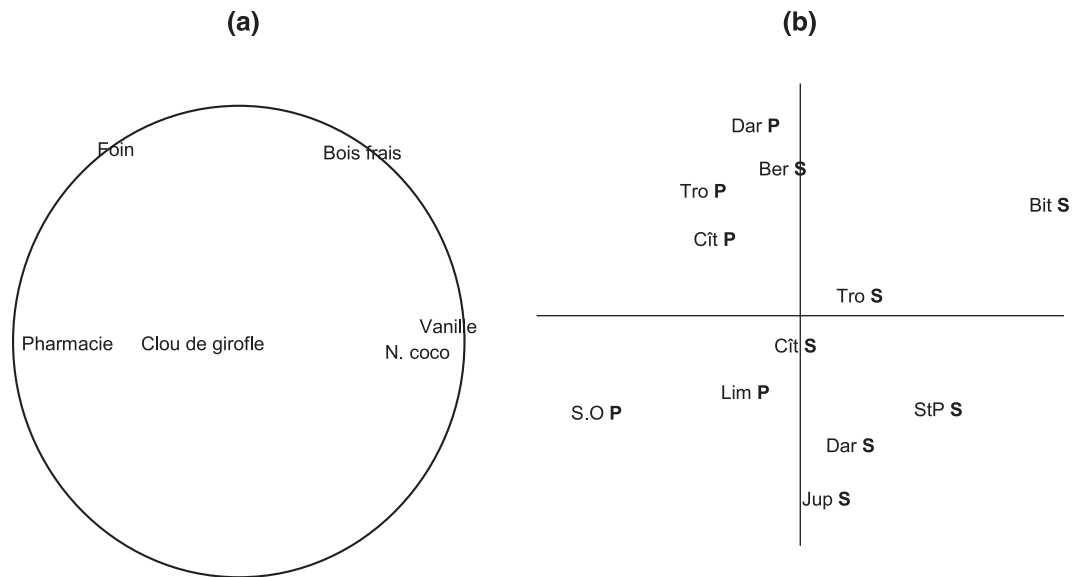 (a)
Foin
Bois frais
Vanille
Pharmacie
Clou de girofle
N. coco
(b)
Dar P
Ber S
Tro P
Bit S
Cît P
Tro S
Cît S
Lim P
S.O P
StP S
Dar S
Jup S